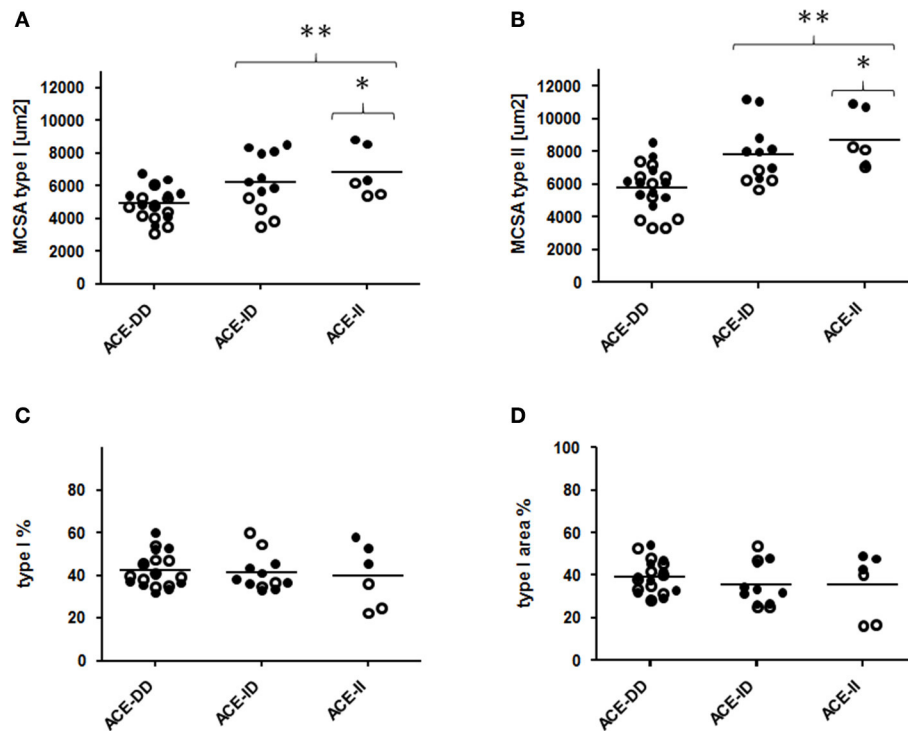 A
**
*
MCSA type I [um2]
12000
10000
8000
6000
4000
2000
0
ACE-DD
ACE-ID
ACE-II
B
**
*
MCSA type II [um2]
12000
10000
8000
6000
4000
2000
0
ACE-DD
ACE-ID
ACE-II
C
type I %
80
60
40
20
0
ACE-DD
ACE-ID
ACE-II
D
type I area %
100
80
60
40
20
0
ACE-DD
ACE-ID
ACE-II